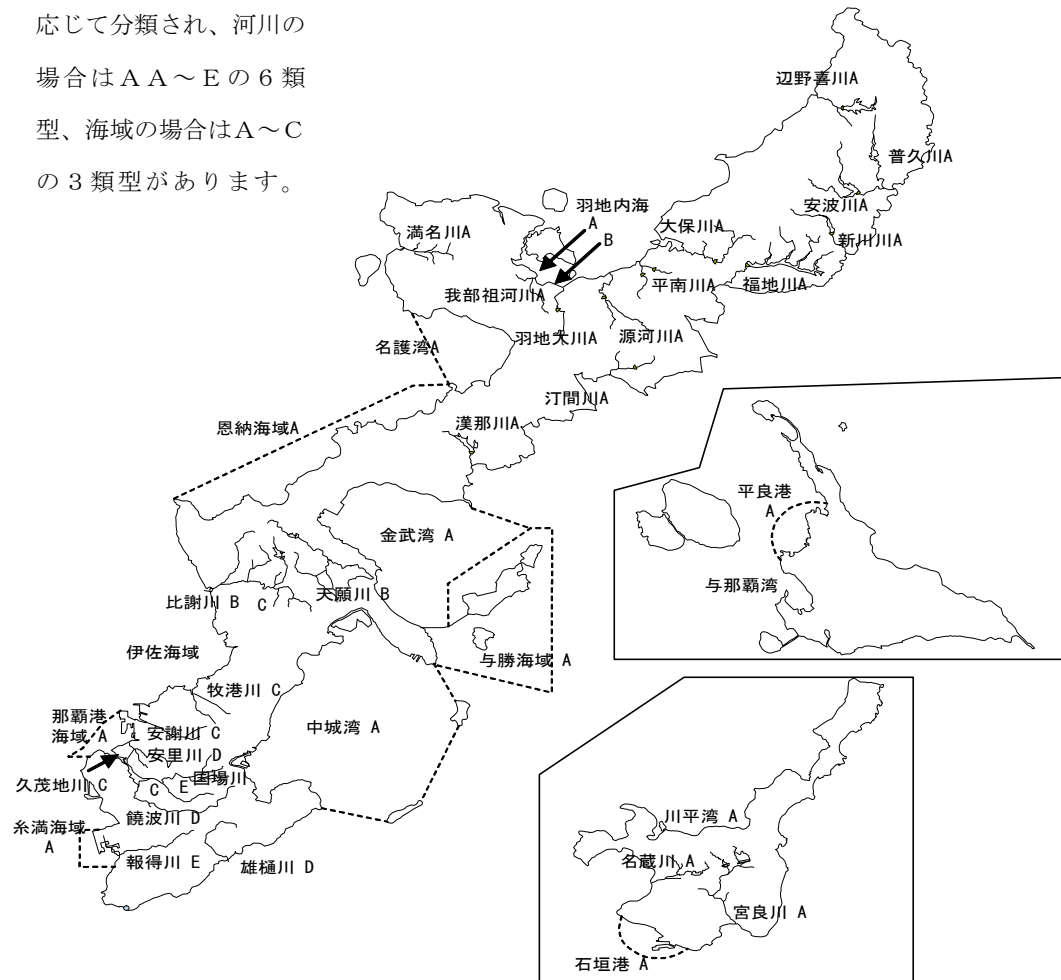 応じて分類され、河川の
場合はＡＡ～Ｅの６類
型、海域の場合はＡ～Ｃ
の３類型があります。
辺野喜川A
普久川A
安波川A
新川川A
羽地内海
A
B
大保川A
満名川A
平南川A
福地川A
我部祖河川A
羽地大川A
源河川A
名護湾A
汀間川A
恩納海域A
漢那川A
金武湾 A
平良港
A
与那覇湾
比謝川 B
C
天願川 B
伊佐海域
与勝海域 A
牧港川 C
那覇港
海域 A
安謝川 C
安里川 D
中城湾 A
久茂地川 C
C
E
国場川
饒波川 D
糸満海域
A
報得川 E
雄樋川 D
川平湾 A
名蔵川 A
宮良川 A
石垣港 A